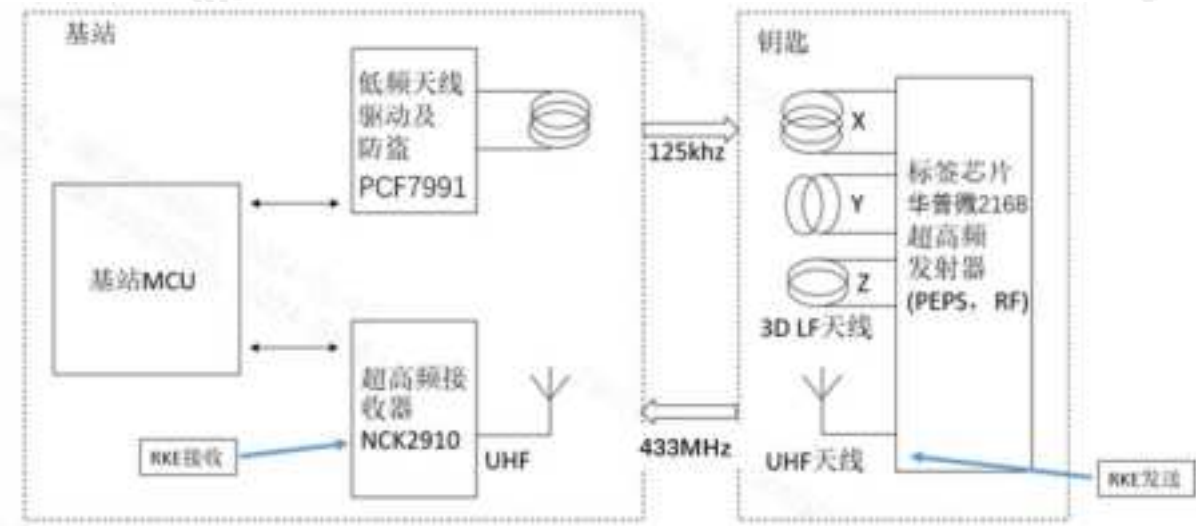 基站
低频天线
驱动及
防盗
PCF7991
基站MCU
超高频接
收器
NCK2910
UHF
RKE接收
125khz
433MHz
钥匙
X
Y
Z
3D LF天线
UHF天线
标签芯片
华普微2168
超高频
发射器
(PEPS，RF)
RKE发送